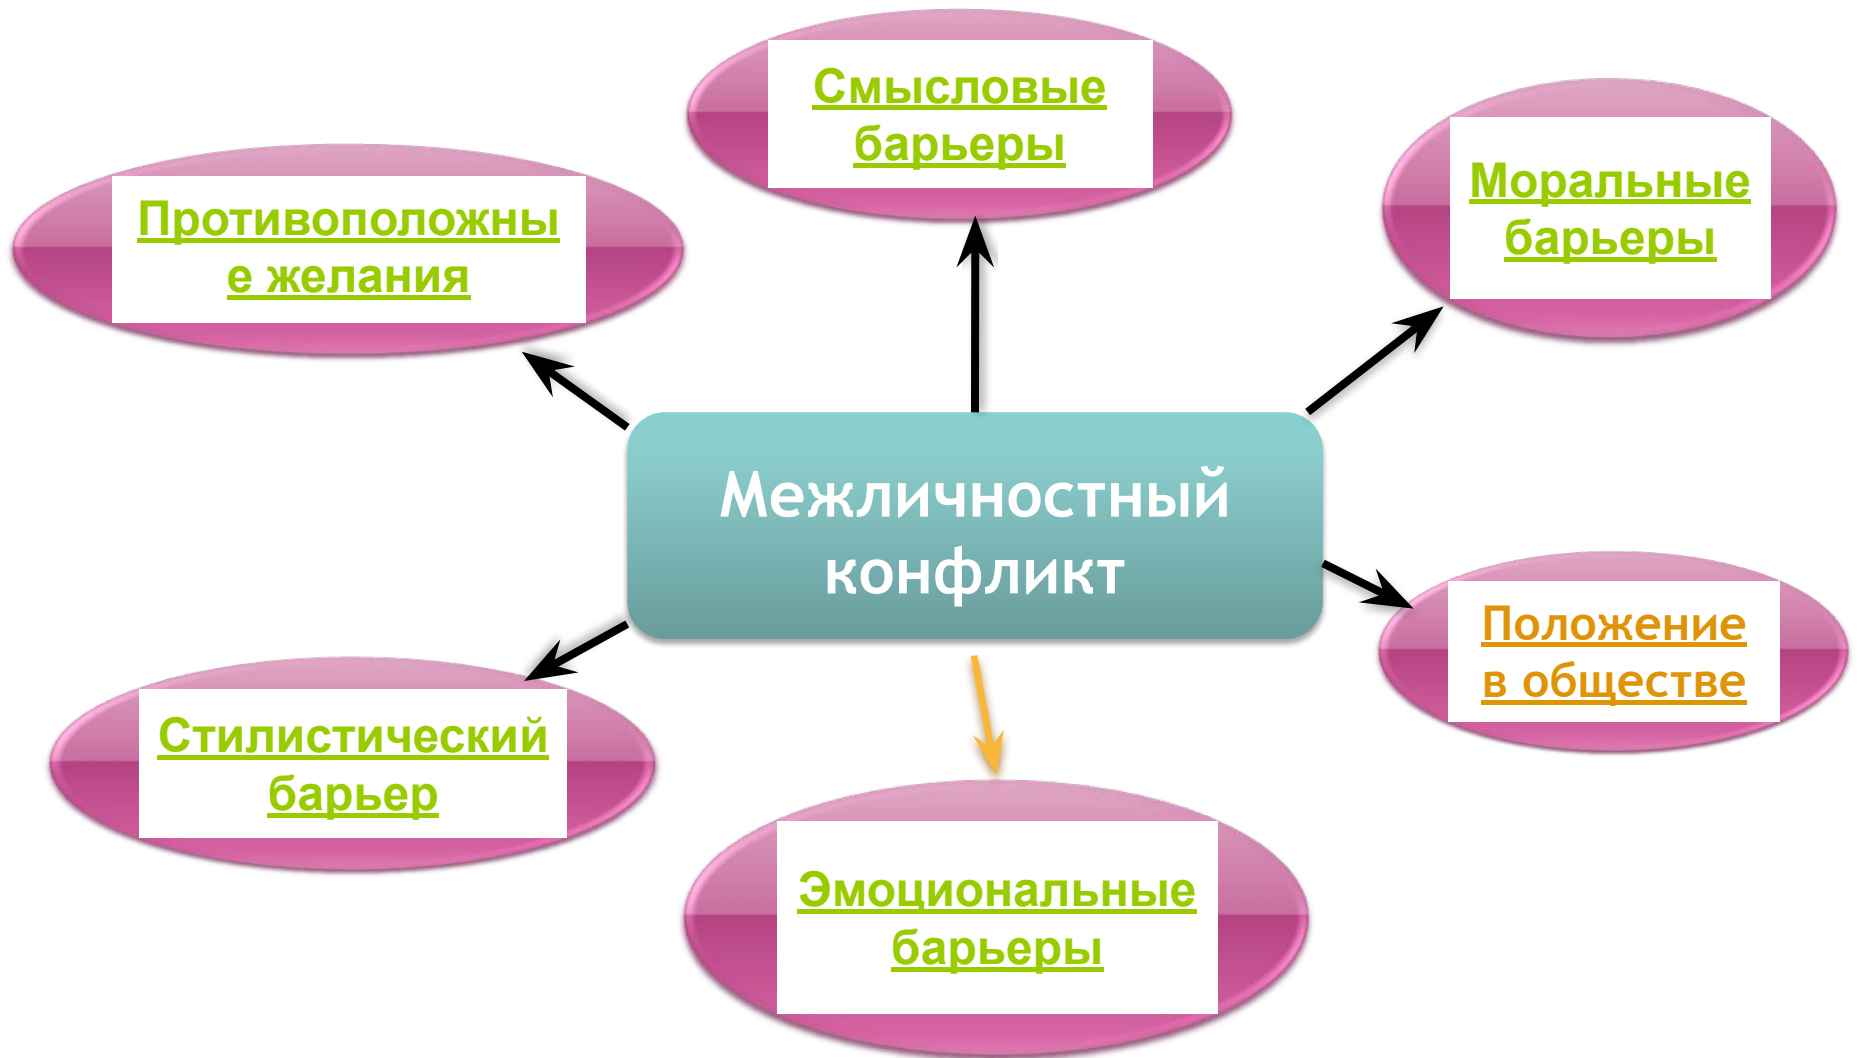 Смысловые
барьеры
Моральные
барьеры
Противоположны
е желания
Межличностный
конфликт
Положение
в обществе
Стилистический
барьер
Эмоциональные
барьеры